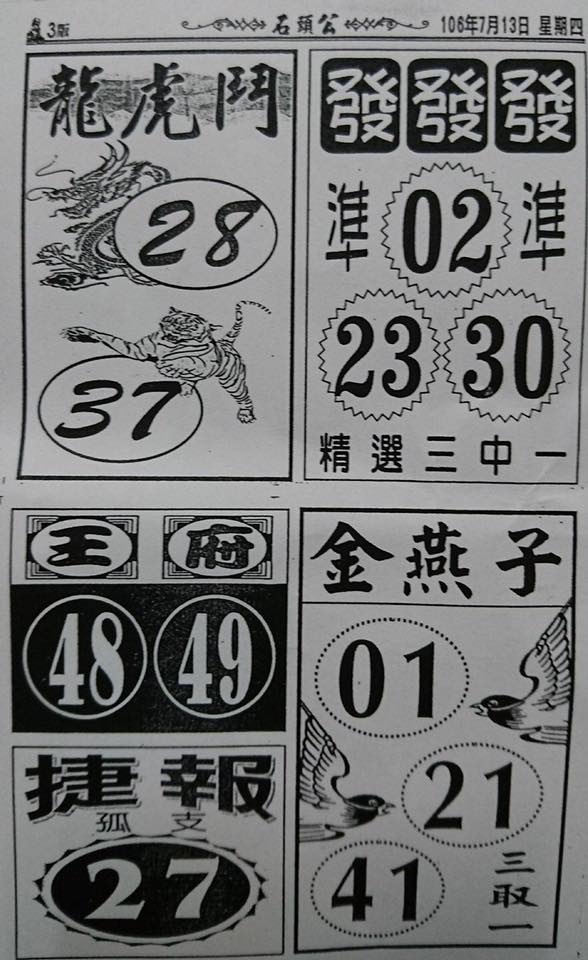 3版
石頭公
106年7月13日 星期四
龍虎鬥
28
37
發發發
準 02 準
23 30
精選三中一
王府
48 49
捷報
孤支
27
金燕子
01
21
41
三取一